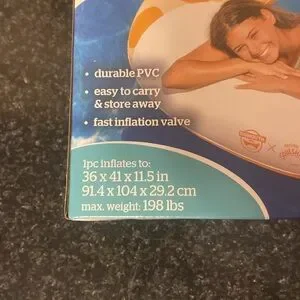 • durable PVC
• easy to carry
& store away
• fast inflation valve
1pc inflates to:
36 x 41 x 11.5 in
91.4 x 104 x 29.2 cm
max. weight: 198 lbs